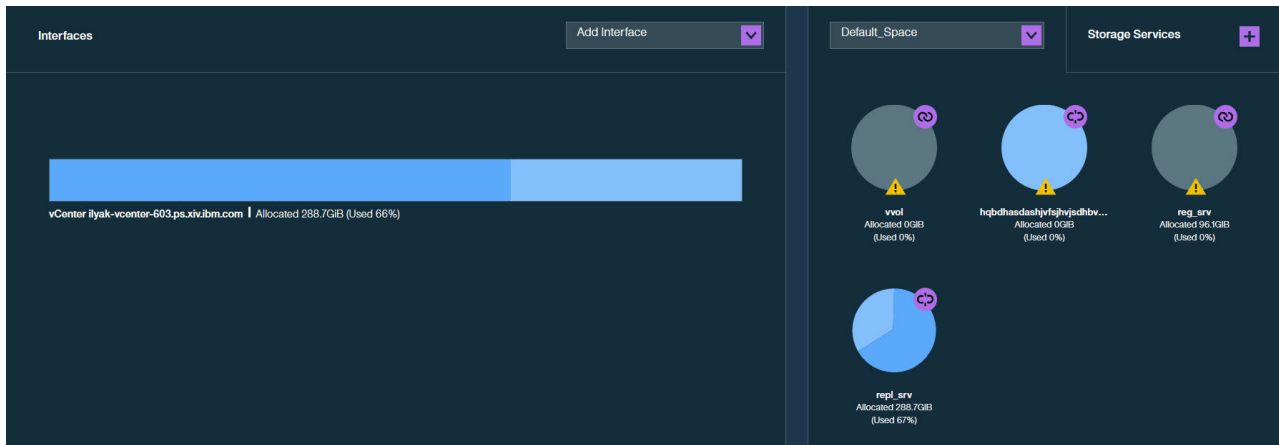 Interfaces
Add Interface
vCenter ilyak-vcenter-603.ps.xiv.ibm.com | Allocated 288.7GiB (Used 66%)
Default_Space
Storage Services
vvol
Allocated 0GIB
(Used 0%)
hqbdhasdashjvfsjhvjsdhbv...
Allocated 0GIB
(Used 0%)
reg_srv
Allocated 96.1GIB
(Used 0%)
repl_srv
Allocated 288.7GIB
(Used 67%)